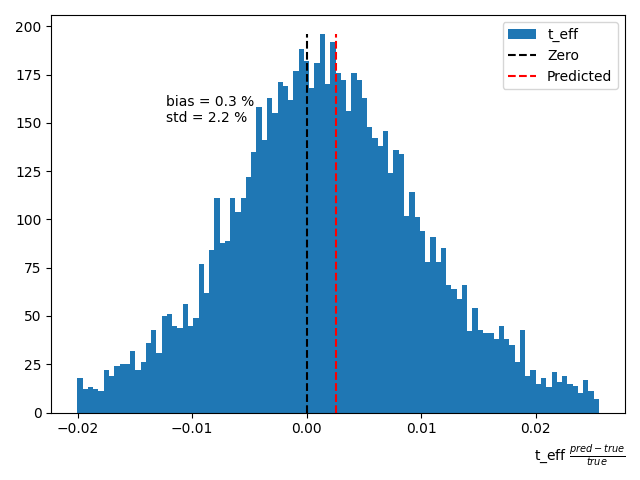 200
175
150
125
100
75
50
25
0
bias = 0.3 %
std = 2.2 %
t_eff
Zero
Predicted
−0.02
−0.01
0.00
0.01
0.02
t_eff pred−true
true